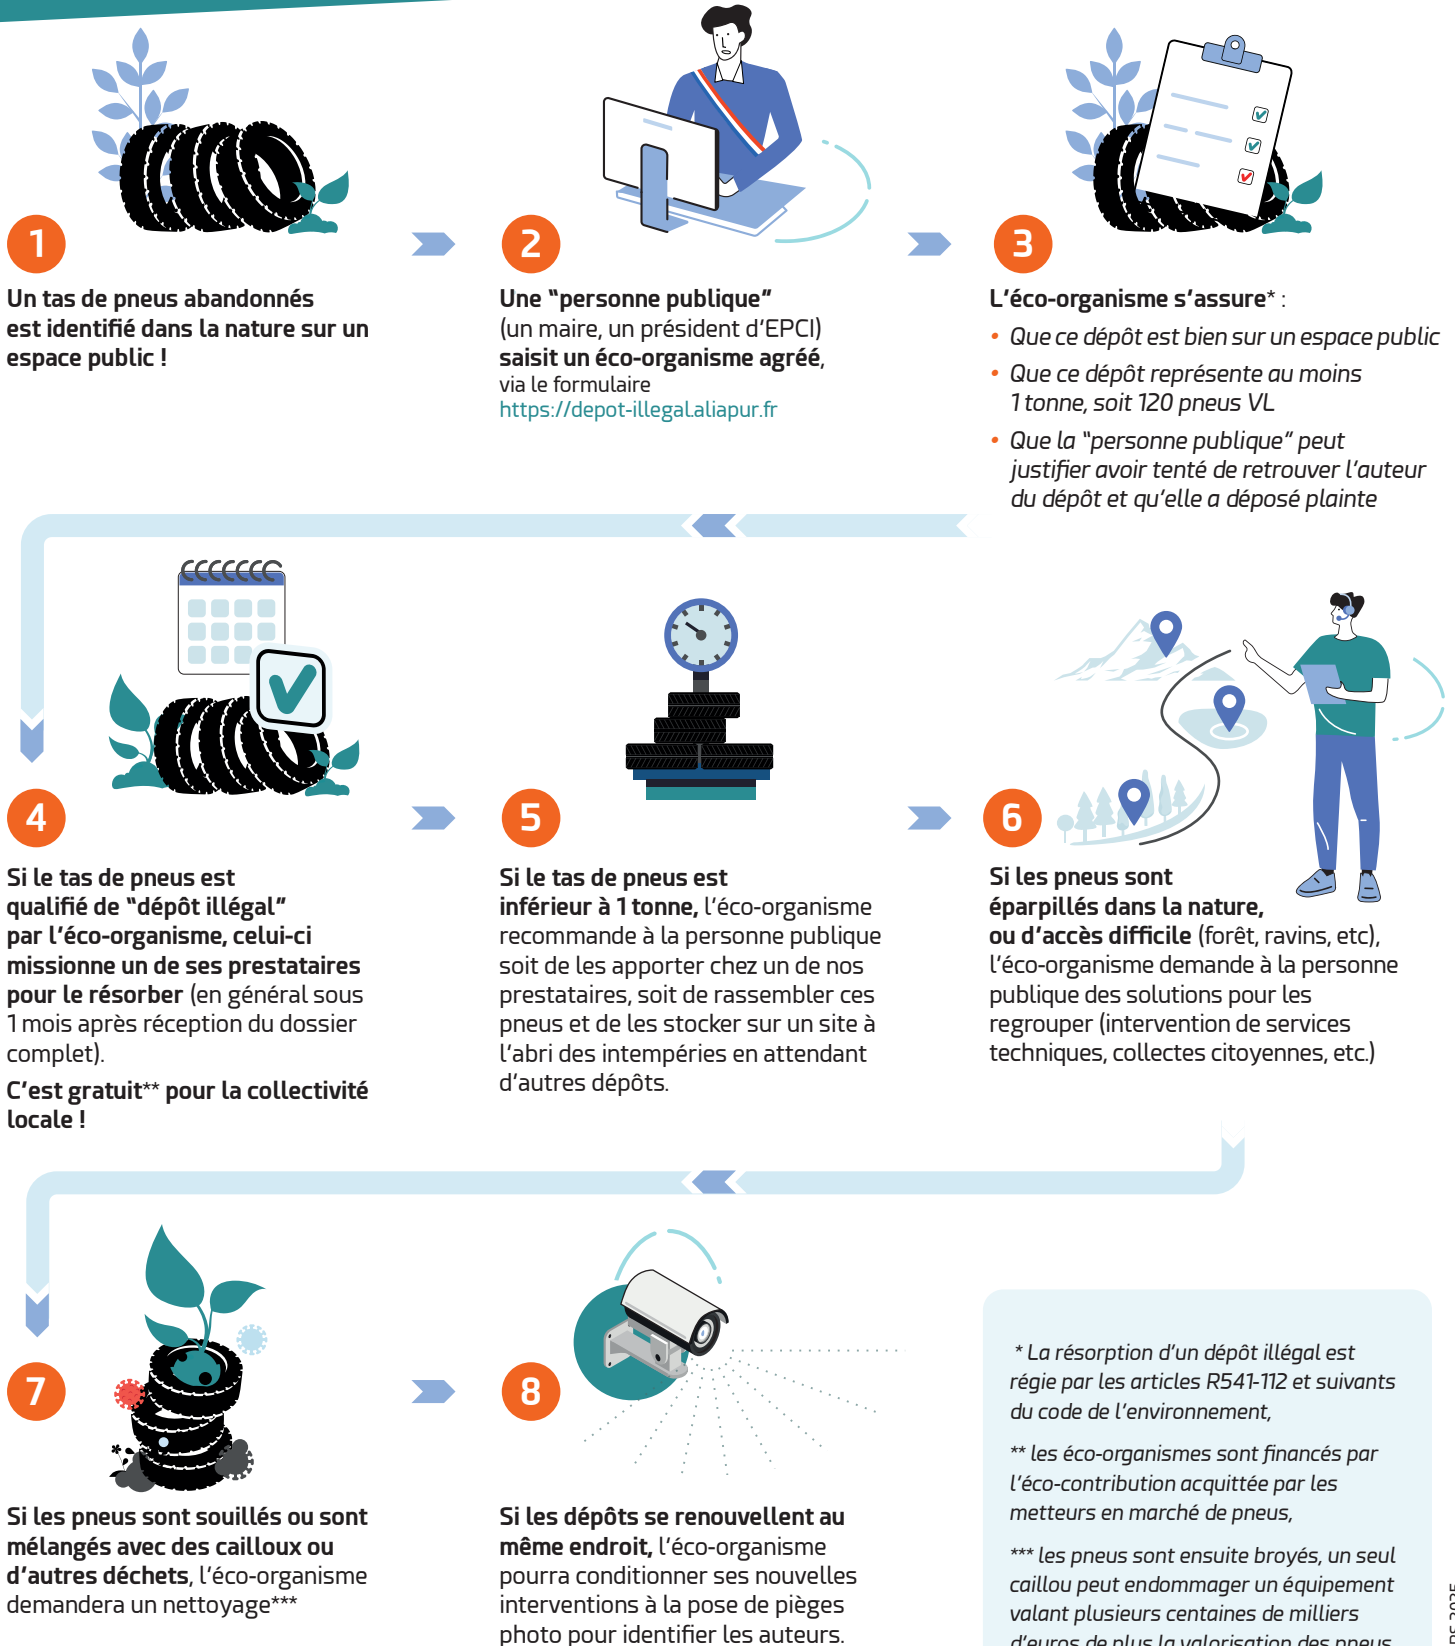 1
Un tas de pneus abandonnés
est identifié dans la nature sur un
espace public !
2
Une “personne publique”
(un maire, un président d’EPCI)
saisit un éco-organisme agréé,
via le formulaire
https://depot-illegal.aliapur.fr
3
L’éco-organisme s’assure* :
• Que ce dépôt est bien sur un espace public
• Que ce dépôt représente au moins
1 tonne, soit 120 pneus VL
• Que la “personne publique” peut
justifier avoir tenté de retrouver l’auteur
du dépôt et qu’elle a déposé plainte
4
Si le tas de pneus est
qualifié de “dépôt illégal”
par l’éco-organisme, celui-ci
missionne un de ses prestataires
pour le résorber (en général sous
1 mois après réception du dossier
complet).
C’est gratuit** pour la collectivité
locale !
5
Si le tas de pneus est
inférieur à 1 tonne, l’éco-organisme
recommande à la personne publique
soit de les apporter chez un de nos
prestataires, soit de rassembler ces
pneus et de les stocker sur un site à
l’abri des intempéries en attendant
d’autres dépôts.
6
Si les pneus sont
éparpillés dans la nature,
ou d’accès difficile (forêt, ravins, etc),
l’éco-organisme demande à la personne
publique des solutions pour les
regrouper (intervention de services
techniques, collectes citoyennes, etc.)
7
Si les pneus sont souillés ou sont
mélangés avec des cailloux ou
d’autres déchets, l’éco-organisme
demandera un nettoyage***
8
Si les dépôts se renouvellent au
même endroit, l’éco-organisme
pourra conditionner ses nouvelles
interventions à la pose de pièges
photo pour identifier les auteurs.
* La résorption d’un dépôt illégal est
régie par les articles R541-112 et suivants
du code de l’environnement,
** les éco-organismes sont financés par
l’éco-contribution acquittée par les
metteurs en marché de pneus,
*** les pneus sont ensuite broyés, un seul
caillou peut endommager un équipement
valant plusieurs centaines de milliers
d’euros de plus la valorisation des pneus
2025